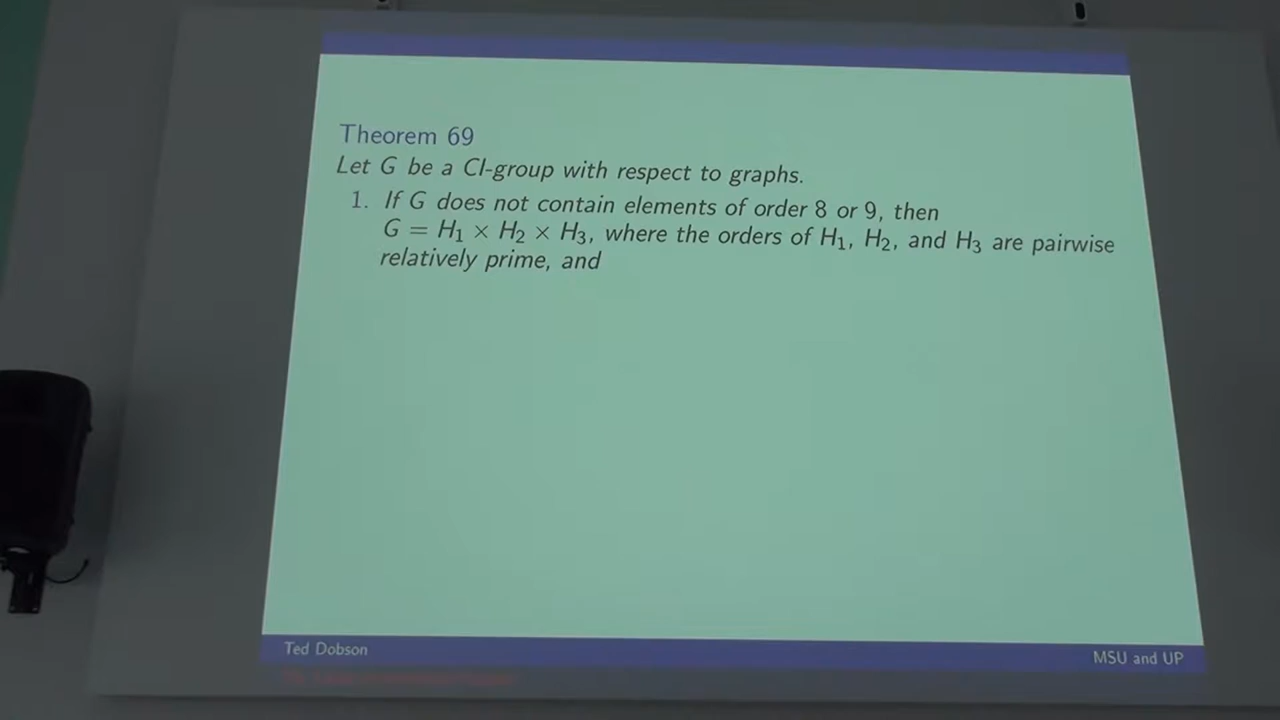 Theorem 69
Let G be a CI-group with respect to graphs.
1. If G does not contain elements of order 8 or 9, then
G = H₁ × H₂ × H₃, where the orders of H₁, H₂, and H₃ are pairwise
relatively prime, and
Ted Dobson
MSU and UP